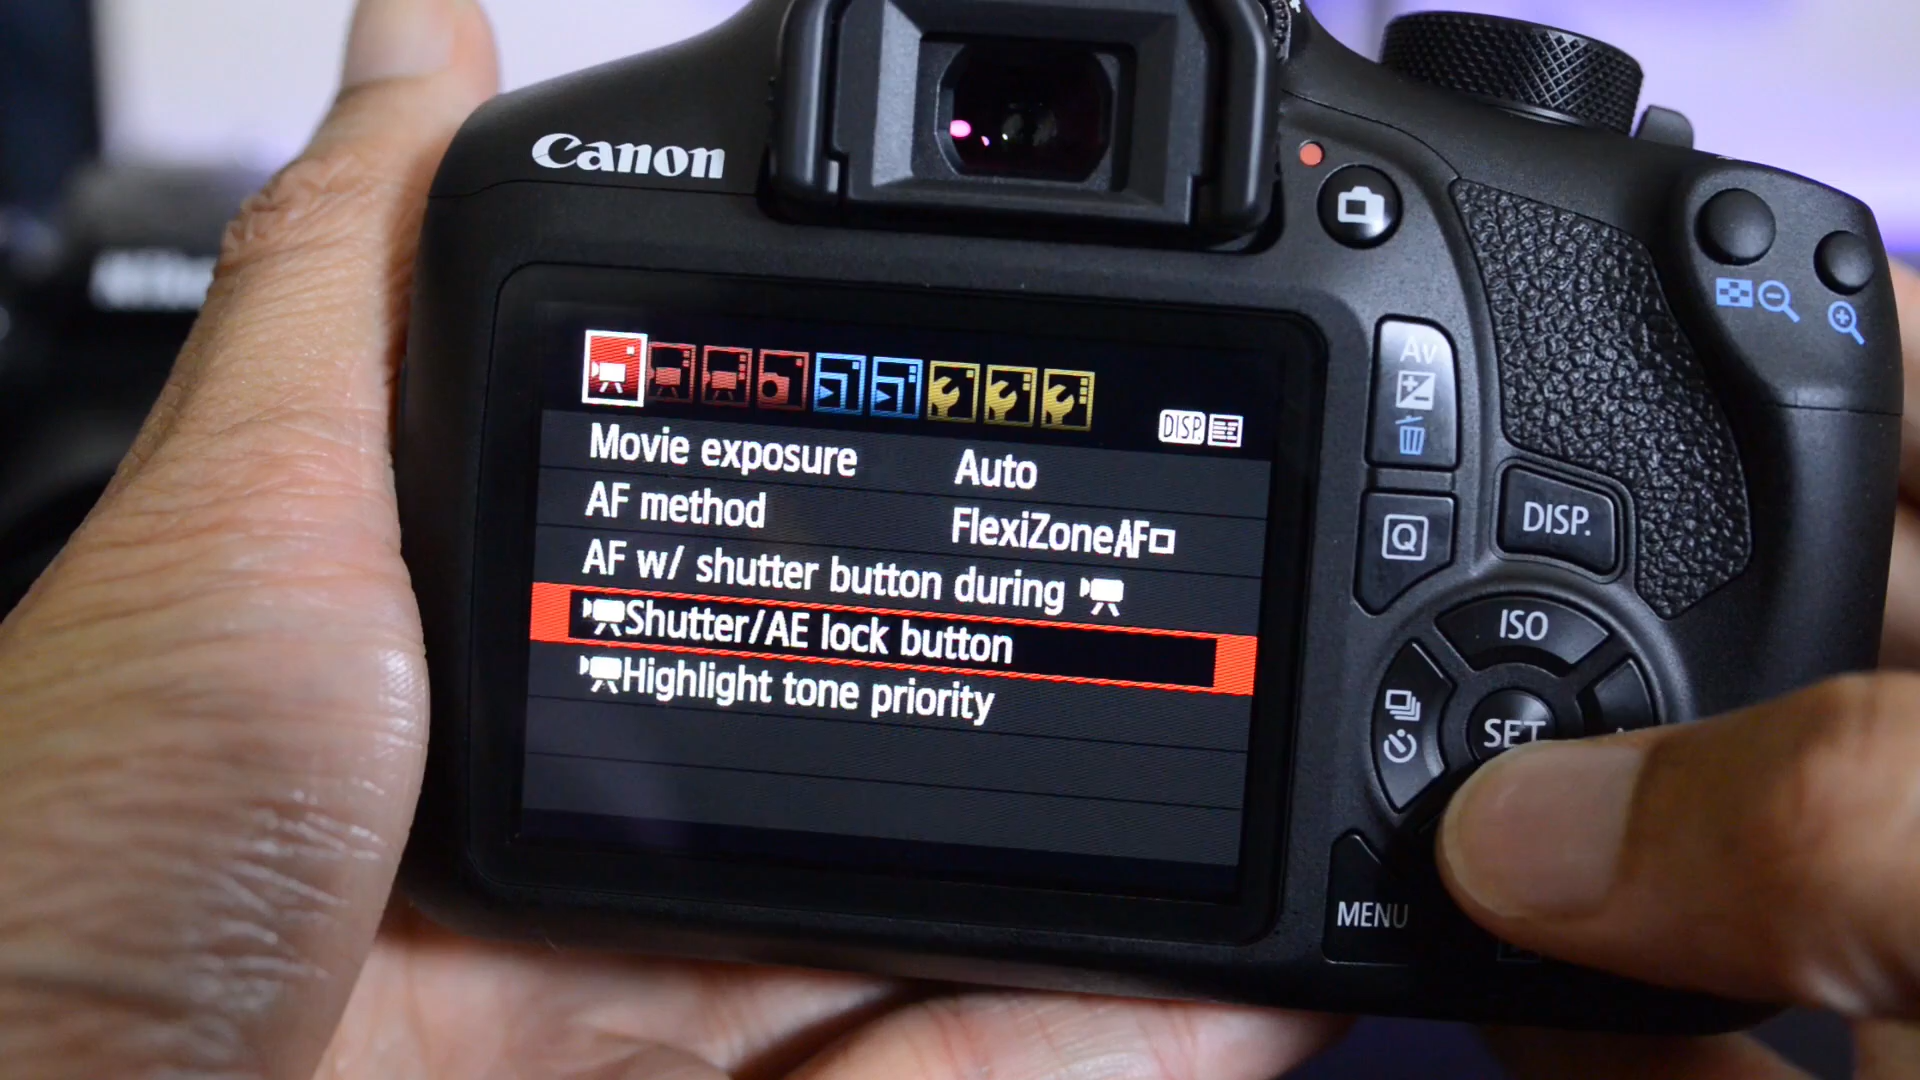 Canon
DISP.
Movie exposure Auto
AF method FlexiZoneAF
AF w/ shutter button during
Shutter/AE lock button
Highlight tone priority
Av
Q
DISP.
ISO
SET
MENU